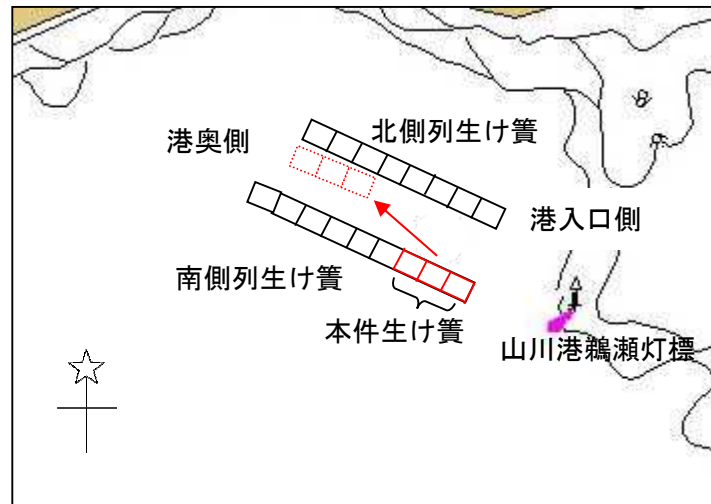 北側列生け簀
港奥側
港入口側
南側列生け簀
本件生け簀
山川港鵜瀬灯標